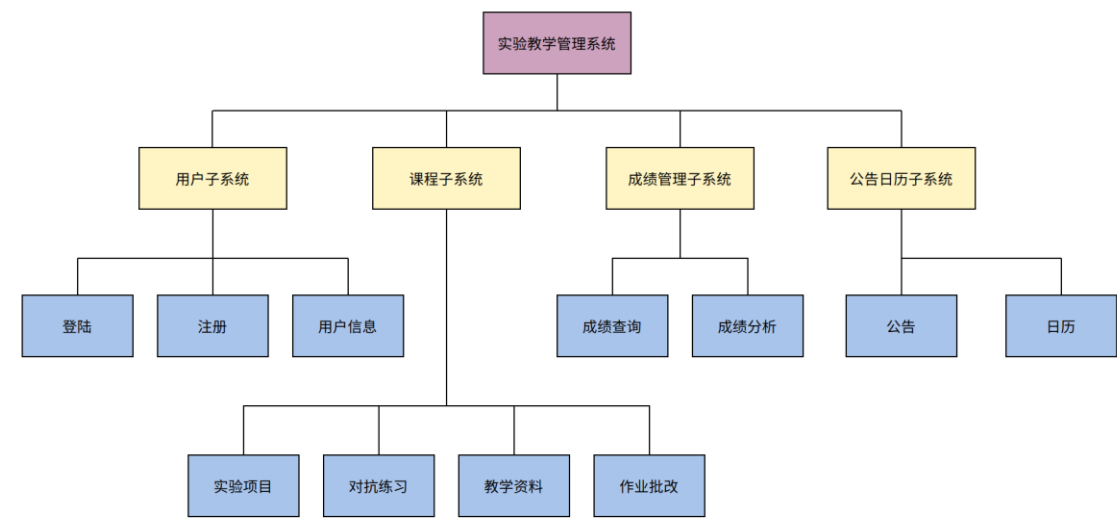 实验教学管理系统
用户子系统
课程子系统
成绩管理子系统
公告日历子系统
登陆
注册
用户信息
成绩查询
成绩分析
公告
日历
实验项目
对抗练习
教学资料
作业批改